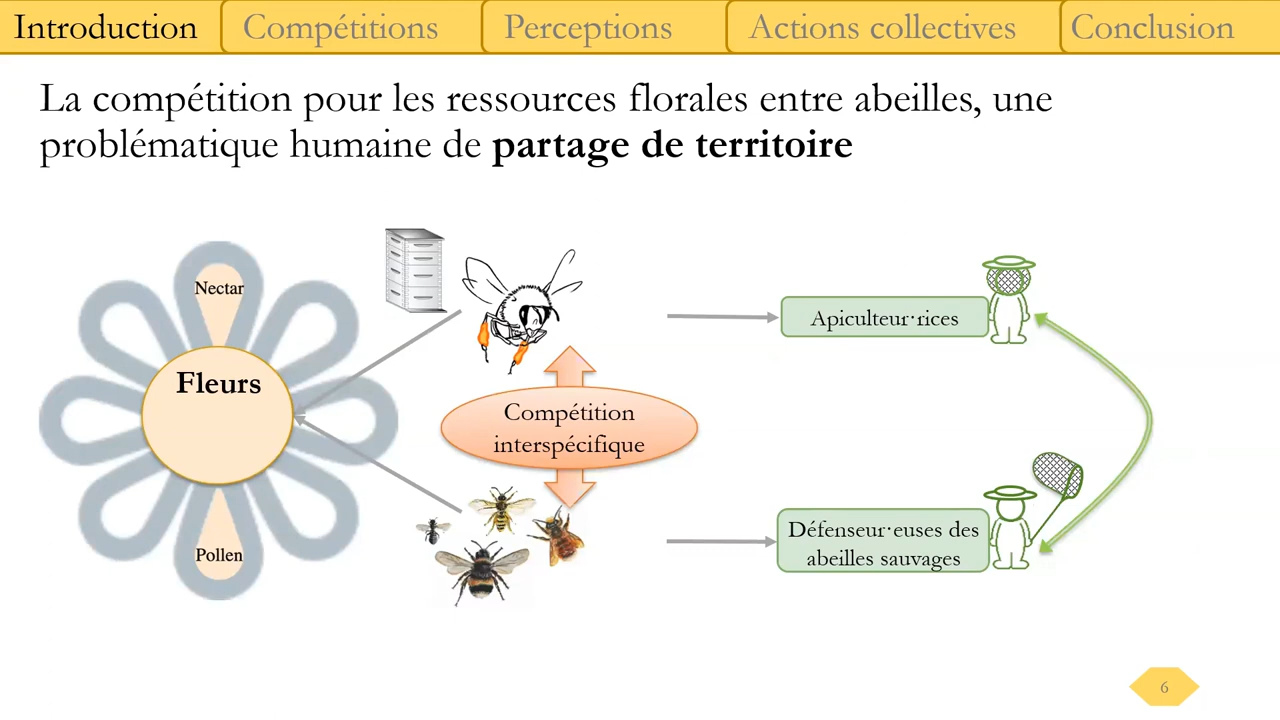 Introduction
Compétitions
Perceptions
Actions collectives
Conclusion
La compétition pour les ressources florales entre abeilles, une
problématique humaine de partage de territoire
Nectar
Fleurs
Pollen
Compétition
interspécifique
Apiculteur·rices
Défenseur·euses des
abeilles sauvages
6